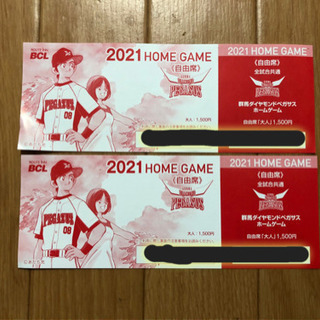 BCL
2021 HOME GAME
〈自由席〉
PEGASUS
大人：1,500円
PEGASUS
08
2021 HOME GAME
〈自由席〉
全試合共通
PEGASUS
群馬ダイヤモンドペガサス
ホームゲーム
自由席「大人」1,500円
BCL
2021 HOME GAME
〈自由席〉
PEGASUS
大人：1,500円
PEGASUS
08
2021 HOME GAME
〈自由席〉
全試合共通
PEGASUS
群馬ダイヤモンドペガサス
ホームゲーム
自由席「大人」1,500円